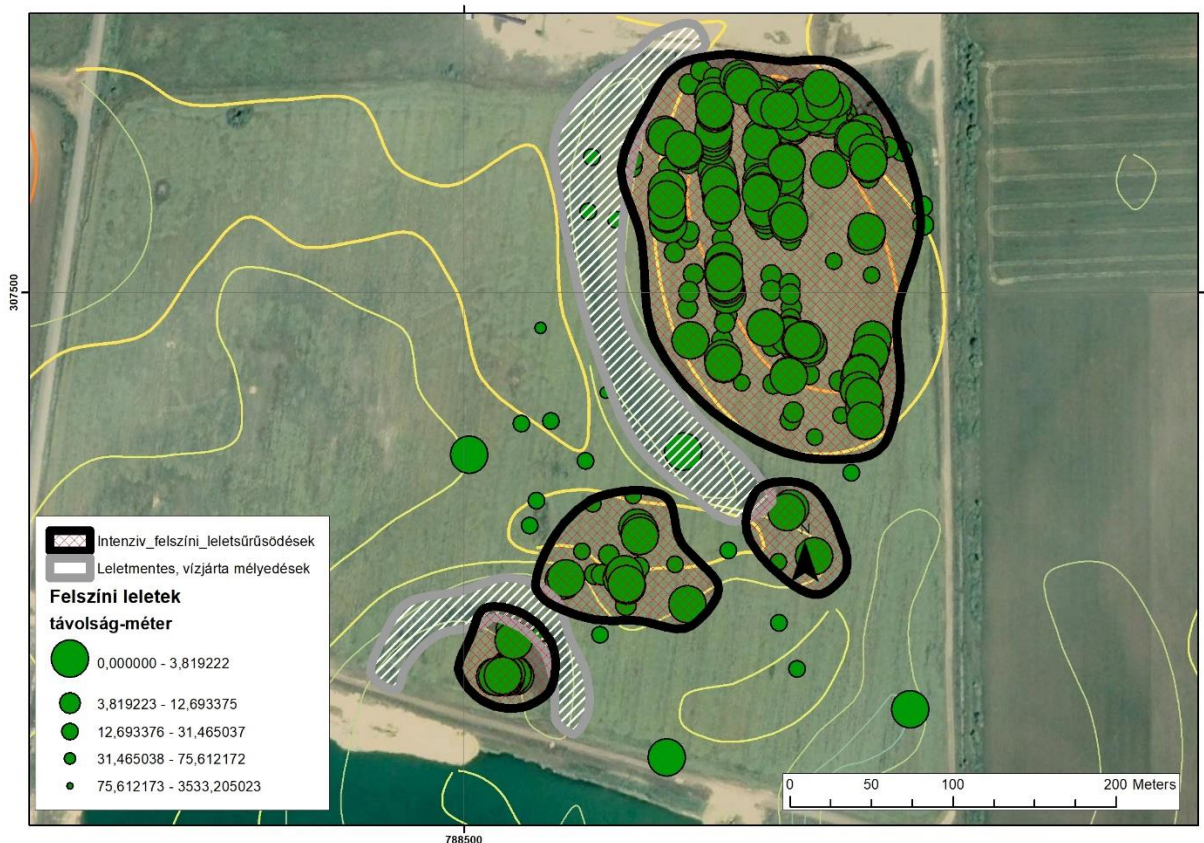 307500
Intenziv_felszíni_leletsűrűsödések
Leletmentes, vízjárta mélyedések
Felszíni leletek
távolság-méter
0,000000 - 3,819222
3,819223 - 12,693375
12,693376 - 31,465037
31,465038 - 75,612172
75,612173 - 3533,205023
N
0 50 100 200 Meters
788500